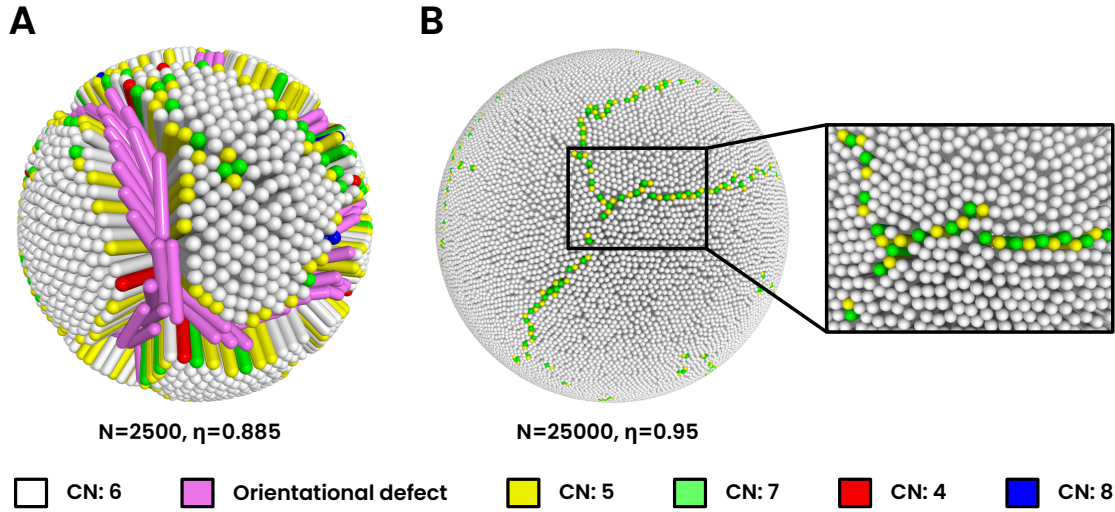 A
B
N=2500, η=0.885
N=25000, η=0.95
CN: 6
Orientational defect
CN: 5
CN: 7
CN: 4
CN: 8